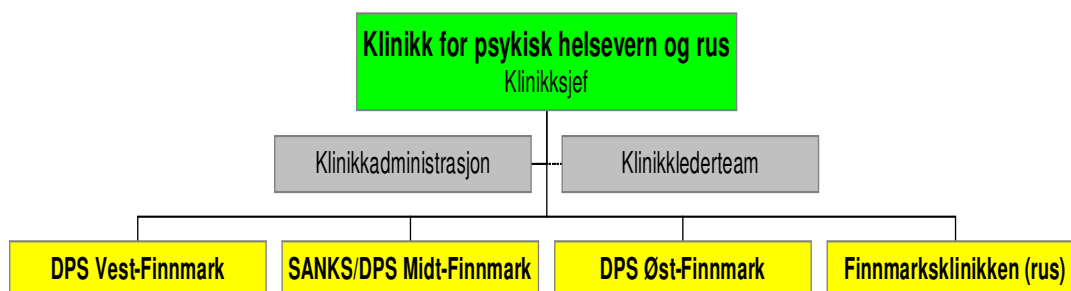 Klinikk for psykisk helsevern og rus
Klinikksjef
Klinikkadministrasjon
Klinikklederteam
DPS Vest-Finnmark
SANKS/DPS Midt-Finnmark
DPS Øst-Finnmark
Finnmarksklinikken (rus)